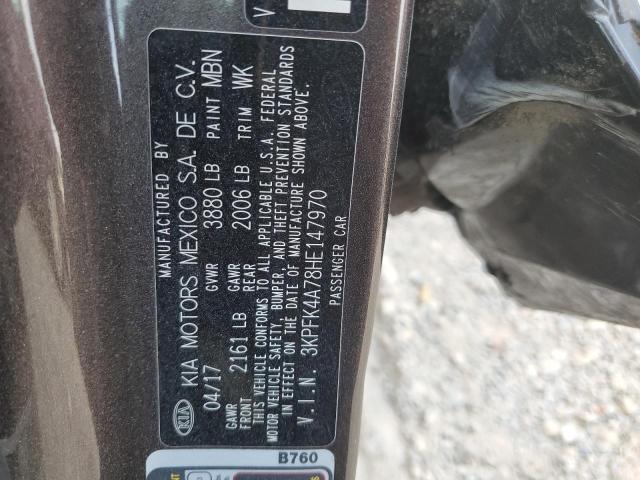 MANUFACTURED BY
KIA KIA MOTORS MEXICO S.A. DE C.V.
04/17 GVWR 3880 LB PAINT MBN
GAWR FRONT 2161 LB GAWR REAR 2006 LB TRIM WK
THIS VEHICLE CONFORMS TO ALL APPLICABLE U.S.A. FEDERAL
MOTOR VEHICLE SAFETY, BUMPER, AND THEFT PREVENTION STANDARDS
IN EFFECT ON THE DATE OF MANUFACTURE SHOWN ABOVE.
V.I.N. 3KPFK4A78HE147970
PASSENGER CAR
B760
V